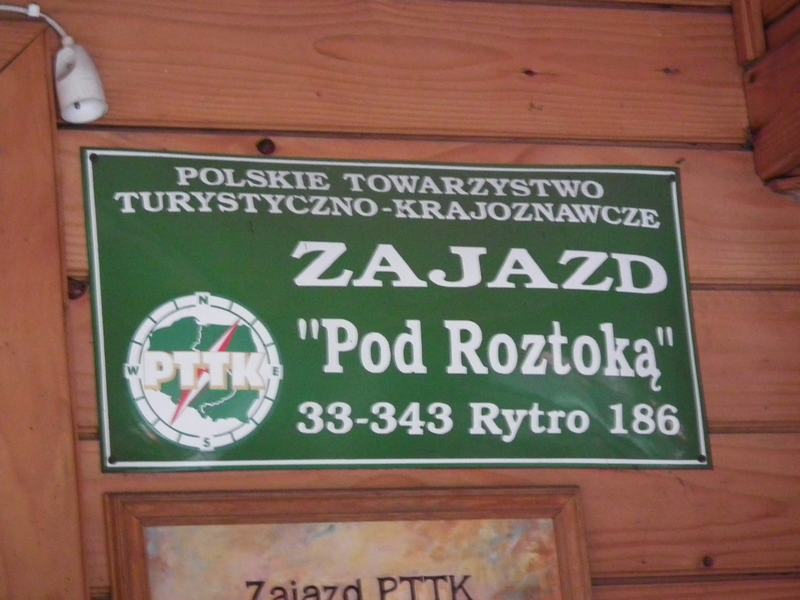 POLSKIE TOWARZYSTWO
TURYSTYCZNO-KRAJOZNAWCZE
ZAJAZD
"Pod Roztoką"
33-343 Rytro 186
N
W PTTK E
S
Zajazd PTTK